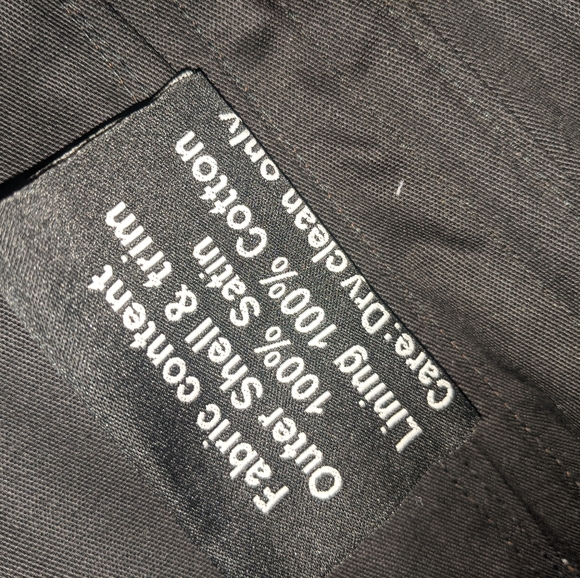 Fabric content
Outer Shell & trim
100% Satin
Lining 100% Cotton
Care: Dry clean only